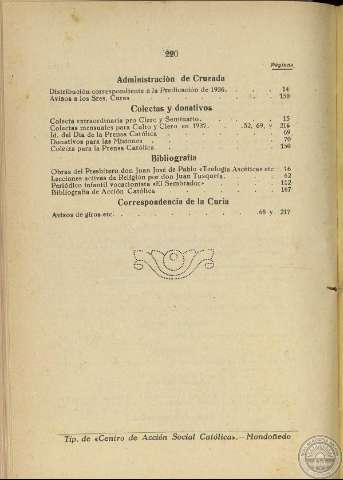 220
Páginas
Administración de Cruzada
Distribución correspondiente a la Predicación de 1936. . . . 14
Avisos a los Sres. Curas . . . . 150
Colectas y donativos
Colecta extraordinaria pro Clero y Seminario. . . . . 15
Colectas mensuales para Culto y Clero en 1937. . . .52, 69, y 216
Id. del Día de la Prensa Católica . . . . . 69
Donativos para las Misiones . . . . . . 70
Colecta para la Prensa Católica . . . . .
Bibliografía
Obras del Presbítero don Juan José de Pablo «Teología Ascética» etc 16
Lecciones activas de Religión por don Juan Tusquets. . . . 62
Periódico infantil vocacionista «El Sembrador» . . . . 112
Bibliografía de Acción Católica . . . . . 167
Correspondencia de la Curia
Avisos de giros etc. . . . . . . .68 y 217
Tip. de «Centro de Acción Social Católica».—Mondoñedo